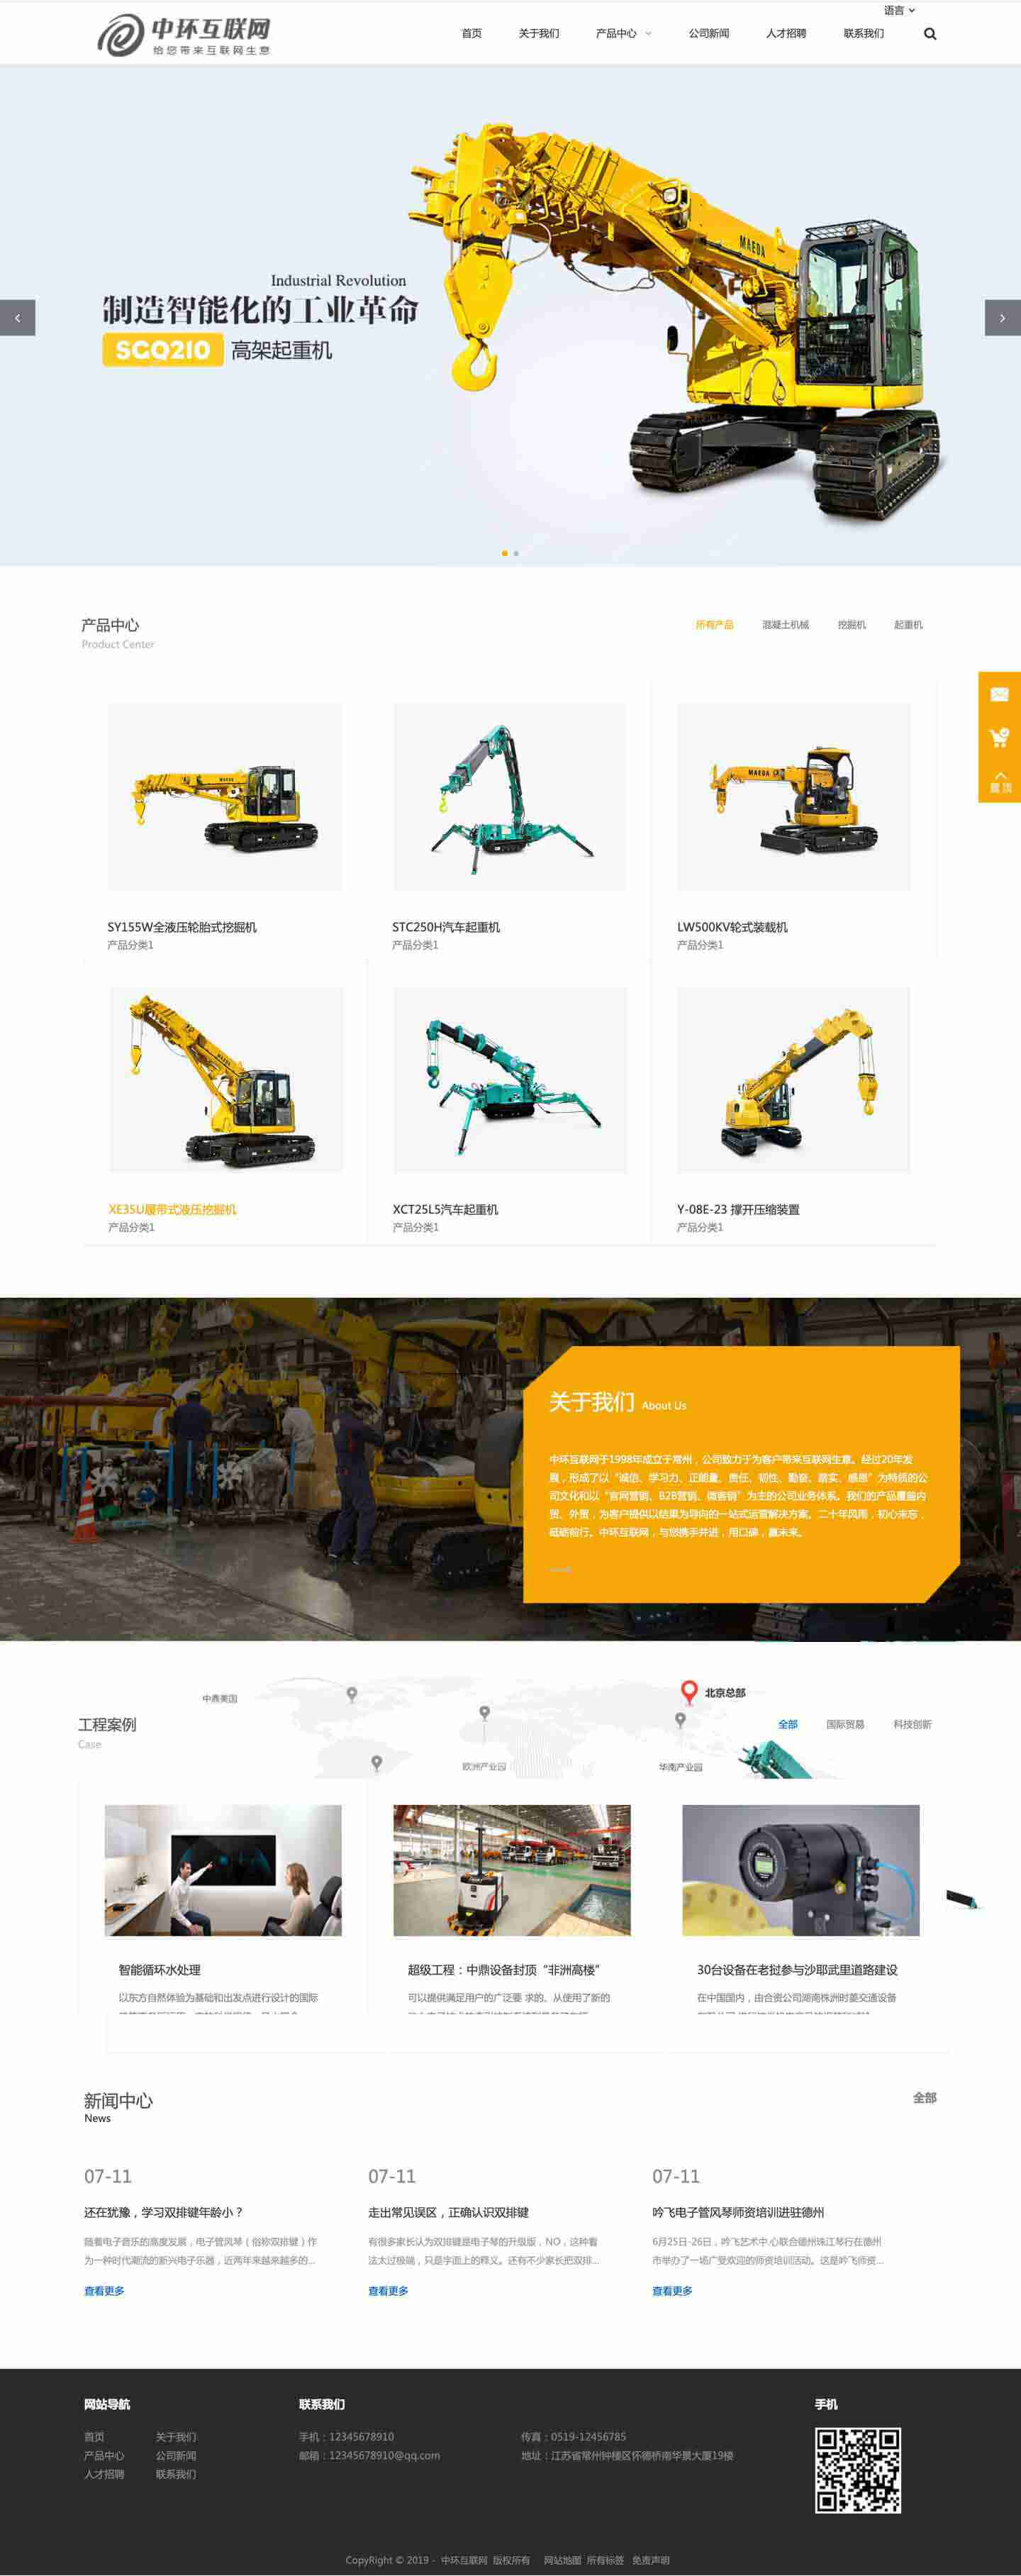 语言
中环互联网
给您带来互联网生意
首页 关于我们 产品中心 公司新闻 人才招聘 联系我们
MAEDA
Industrial Revolution
制造智能化的工业革命
SCQ210 高架起重机
产品中心
Product Center
所有产品 混凝土机械 挖掘机 起重机
置顶
MAEDA
MAEDA
SY155W全液压轮胎式挖掘机
产品分类1
STC250H汽车起重机
产品分类1
LW500KV轮式装载机
产品分类1
MAEDA
XE35U履带式液压挖掘机
产品分类1
XCT25L5汽车起重机
产品分类1
Y-08E-23 撑开压缩装置
产品分类1
关于我们 About Us
中环互联网于1998年成立于常州，公司致力于为客户带来互联网生意。经过20年发
展，形成了以“诚信、学习力、正能量、责任、韧性、勤奋、踏实、感恩”为特质的公
司文化和以“官网营销、B2B营销、微客销”为主的公司业务体系。我们的产品覆盖内
贸、外贸，为客户提供以结果为导向的一站式运营解决方案。二十年风雨，初心未忘，
砥砺前行。中环互联网，与您携手并进，用口碑，赢未来。
中鼎美国
北京总部
工程案例
Case
全部 国际贸易 科技创新
欧洲产业园
华南产业园
智能循环水处理
以东方自然体验为基础和出发点进行设计的国际
超级工程：中鼎设备封顶“非洲高楼”
可以提供满足用户的广泛要 求的。从使用了新的
30台设备在老挝参与沙耶武里道路建设
在中国国内，由合资公司湖南株洲时菱交通设备
新闻中心
News
全部
07-11
还在犹豫，学习双排键年龄小？
随着电子音乐的高度发展，电子管风琴（俗称双排键）作
为一种时代潮流的新兴电子乐器，近两年来越来越多的...
查看更多
07-11
走出常见误区，正确认识双排键
有很多家长认为双排键是电子琴的升级版，NO，这种看
法太过极端，只是字面上的释义。还有不少家长把双排...
查看更多
07-11
吟飞电子管风琴师资培训进驻德州
6月25日-26日，吟飞艺术中心联合德州珠江琴行在德州
市举办了一场广受欢迎的师资培训活动。这是吟飞师资...
查看更多
网站导航
首页 关于我们
产品中心 公司新闻
人才招聘 联系我们
联系我们
手机：12345678910
传真：0519-12456785
邮箱：12345678910@qq.com
地址：江苏省常州钟楼区怀德桥南华景大厦19楼
手机
CopyRight © 2019 - 中环互联网 版权所有 网站地图 所有标签 免责声明